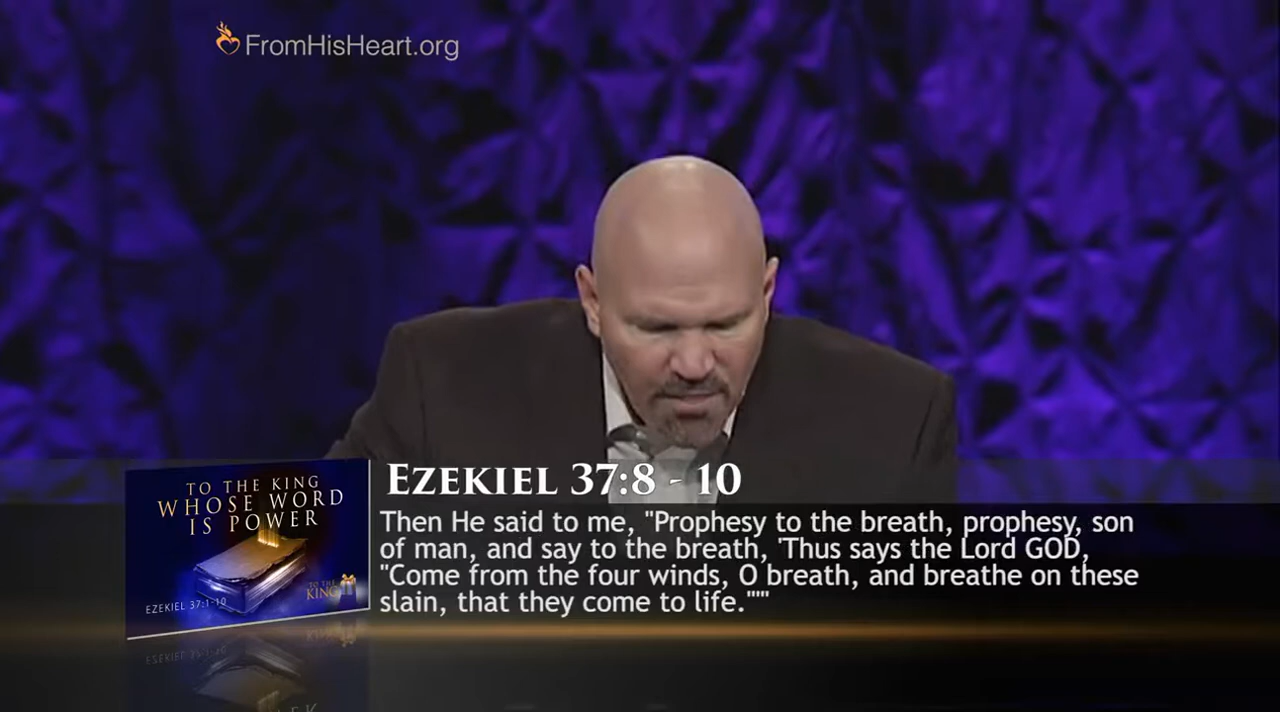 FromHisHeart.org
TO THE KING
WHOSE WORD
IS POWER
TO THE
KING
EZEKIEL 37:1-10
EZEKIEL 37:8 - 10
Then He said to me, "Prophesy to the breath, prophesy, son
of man, and say to the breath, 'Thus says the Lord GOD,
"Come from the four winds, O breath, and breathe on these
slain, that they come to life."'"